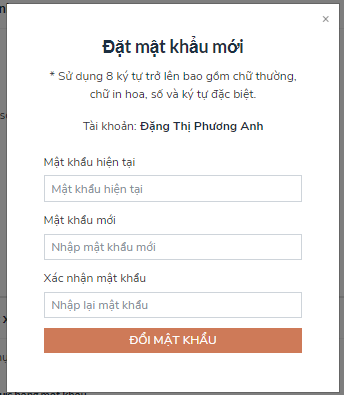 ×
Đặt mật khẩu mới
* Sử dụng 8 ký tự trở lên bao gồm chữ thường,
chữ in hoa, số và ký tự đặc biệt.
Tài khoản: Đặng Thị Phương Anh
Mật khẩu hiện tại
Mật khẩu hiện tại
Mật khẩu mới
Nhập mật khẩu mới
Xác nhận mật khẩu
Nhập lại mật khẩu
ĐỔI MẬT KHẨU